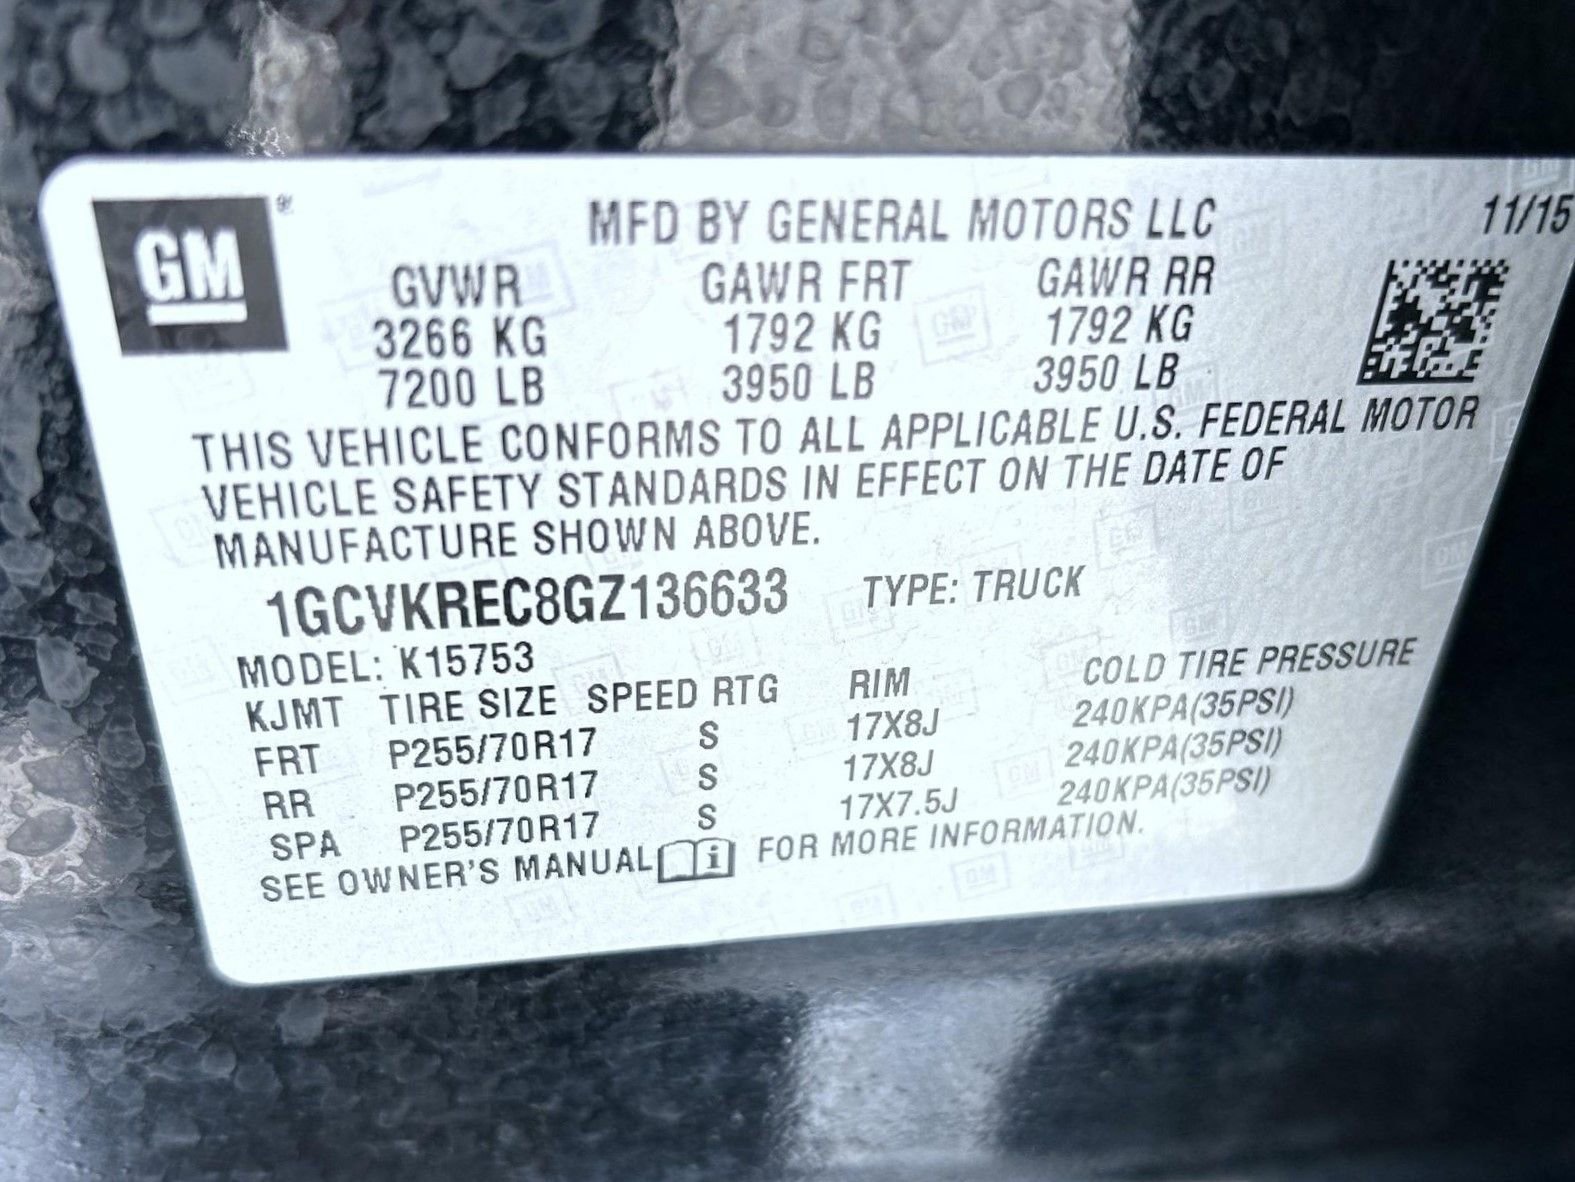 GM
MFD BY GENERAL MOTORS LLC 11/15
GVWR GAWR FRT GAWR RR
3266 KG 1792 KG 1792 KG
7200 LB 3950 LB 3950 LB
THIS VEHICLE CONFORMS TO ALL APPLICABLE U.S. FEDERAL MOTOR
VEHICLE SAFETY STANDARDS IN EFFECT ON THE DATE OF
MANUFACTURE SHOWN ABOVE.
1GCVKREC8GZ136633 TYPE: TRUCK
MODEL: K15753
KJMT TIRE SIZE SPEED RTG RIM COLD TIRE PRESSURE
FRT P255/70R17 S 17X8J 240KPA(35PSI)
RR P255/70R17 S 17X8J 240KPA(35PSI)
SPA P255/70R17 S 17X7.5J 240KPA(35PSI)
SEE OWNER'S MANUAL i FOR MORE INFORMATION.